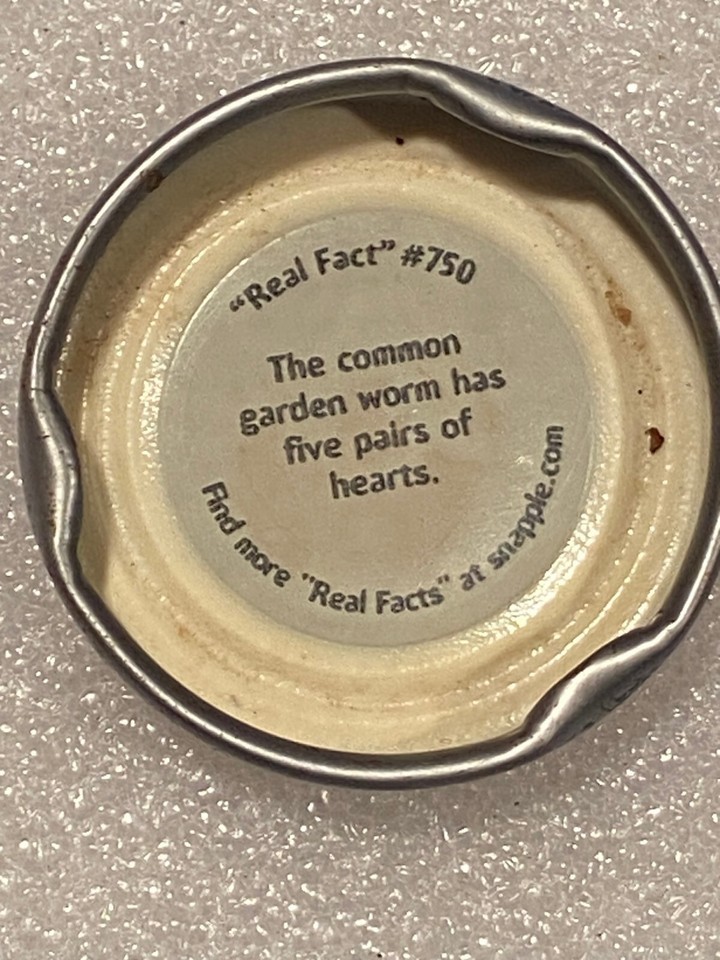 “Real Fact” #750
The common
garden worm has
five pairs of
hearts.
Find more "Real Facts" at snapple.com